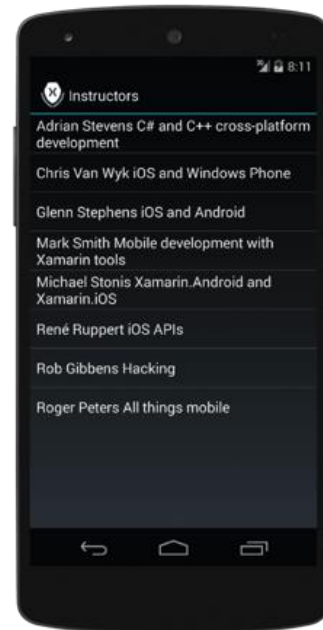 8:11
Instructors
Adrian Stevens C# and C++ cross-platform
development
Chris Van Wyk iOS and Windows Phone
Glenn Stephens iOS and Android
Mark Smith Mobile development with
Xamarin tools
Michael Stonis Xamarin.Android and
Xamarin.iOS
René Ruppert iOS APIs
Rob Gibbens Hacking
Roger Peters All things mobile